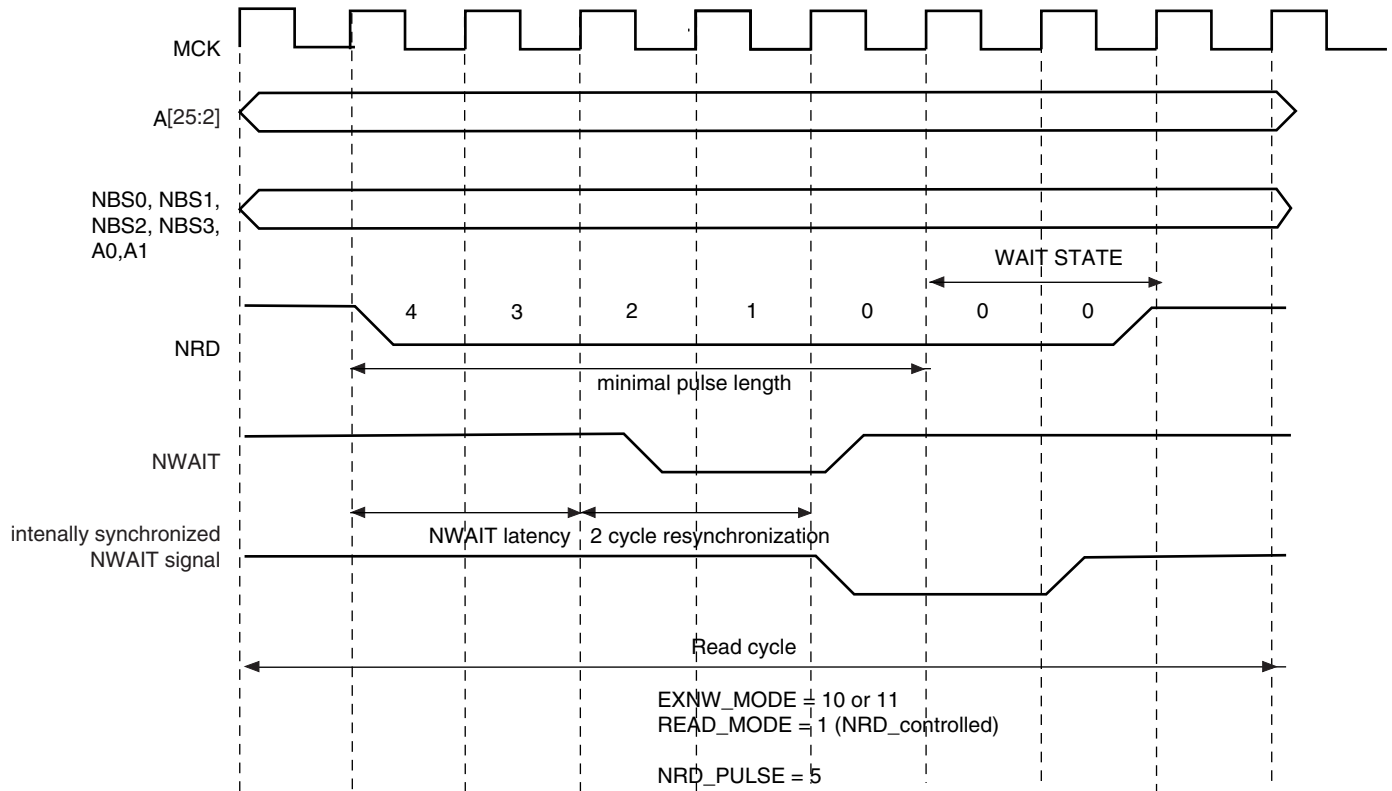 MCK
A[25:2]
NBS0, NBS1,
NBS2, NBS3,
A0,A1
WAIT STATE
4 3 2 1 0 0 0
NRD
minimal pulse length
NWAIT
NWAIT latency 2 cycle resynchronization
intenally synchronized
NWAIT signal
Read cycle
EXNW_MODE = 10 or 11
READ_MODE = 1 (NRD_controlled)
NRD_PULSE = 5